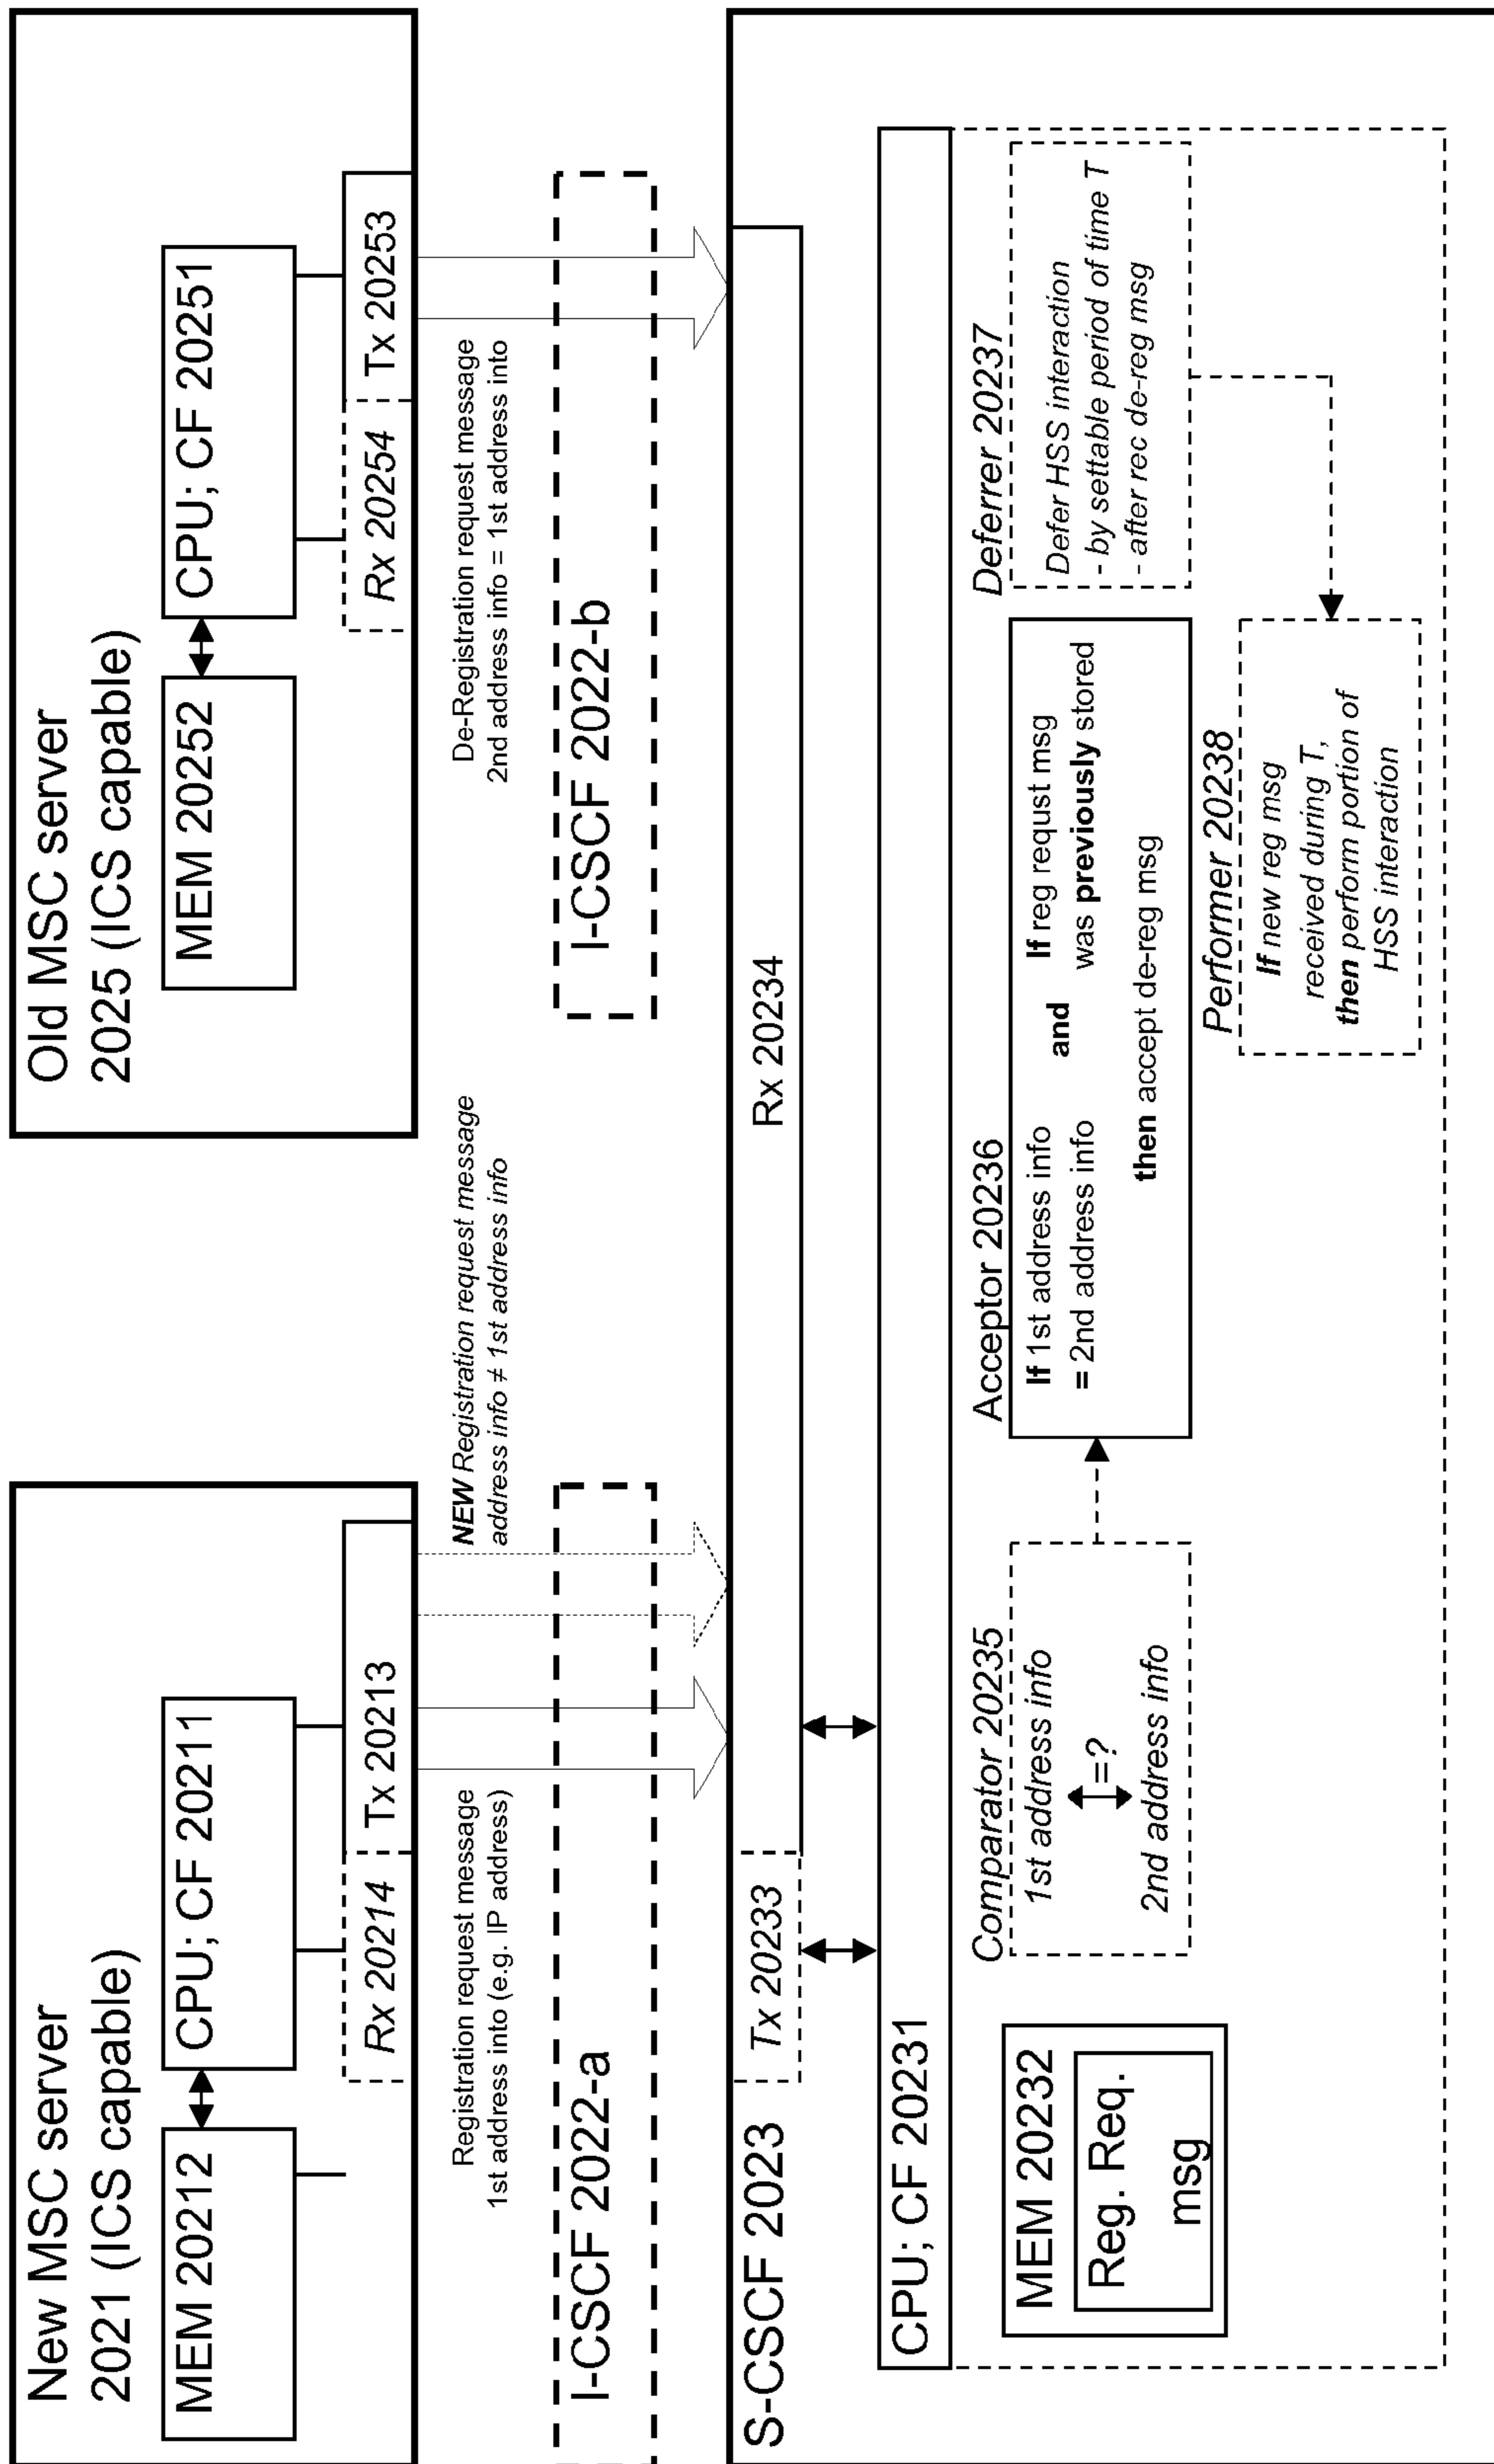 New MSC server
2021 (ICS capable)
MEM 20212
CPU; CF 20211
Rx 20214
Tx 20213
Old MSC server
2025 (ICS capable)
MEM 20252
CPU; CF 20251
Rx 20254
Tx 20253
Registration request message
1st address into (e.g. IP address)
NEW Registration request message
address info ≠ 1st address info
De-Registration request message
2nd address info = 1st address into
I-CSCF 2022-a
I-CSCF 2022-b
S-CSCF 2023
Tx 20233
Rx 20234
CPU; CF 20231
MEM 20232
Reg. Req.
msg
Comparator 20235
1st address info
=?
2nd address info
Acceptor 20236
If 1st address info
= 2nd address info
and
If reg requst msg
was previously stored
then accept de-reg msg
Deferrer 20237
Defer HSS interaction
- by settable period of time T
- after rec de-reg msg
Performer 20238
If new reg msg
received during T,
then perform portion of
HSS interaction